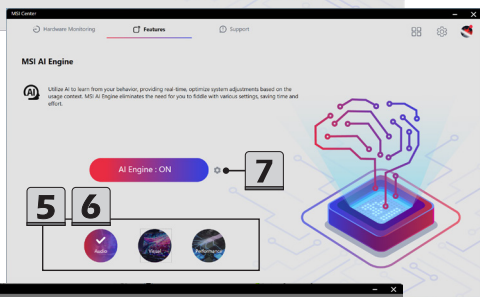 MSI Center
Hardware Monitoring Features Support
MSI AI Engine
AI Utilize AI to learn from your behavior, providing real-time, optimize system adjustments based on the
usage context. MSI AI Engine eliminates the need for you to fiddle with various settings, saving time and
effort.
AI Engine : ON 7
5 6
Audio Visual Performance